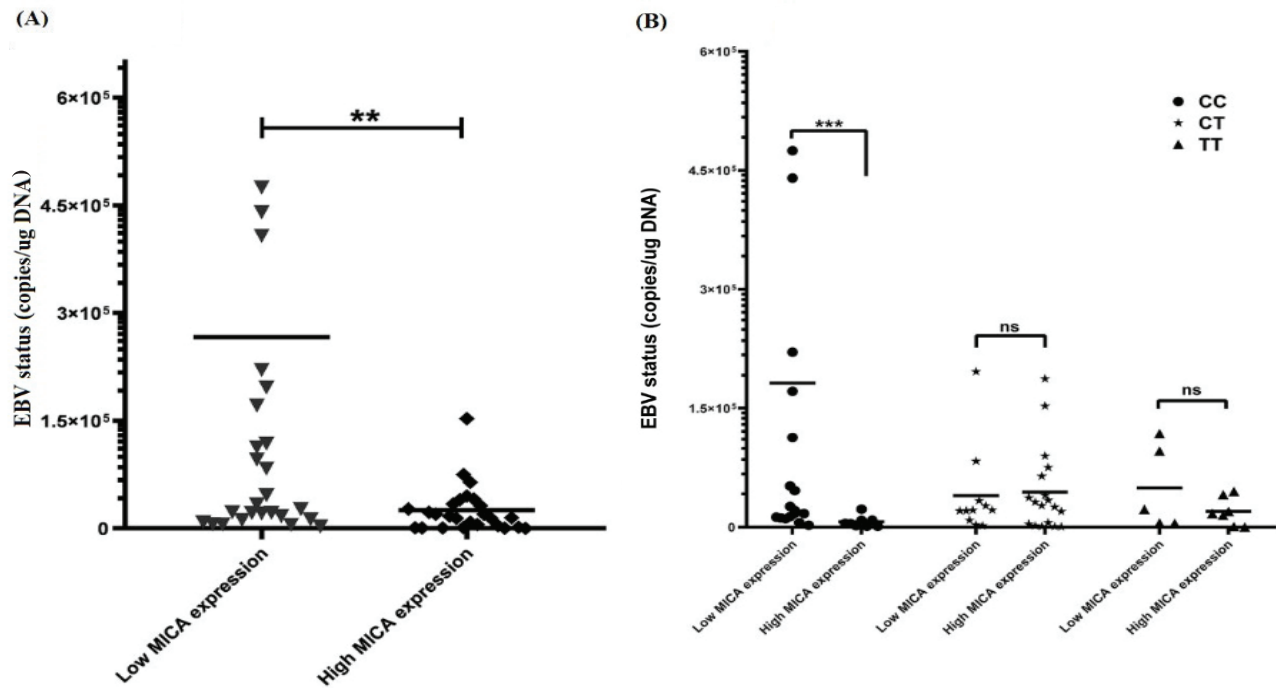 (A)
6×10⁵
4.5×10⁵
3×10⁵
1.5×10⁵
0
EBV status (copies/ug DNA)
**
Low MICA expression
High MICA expression
(B)
6×10⁵
4.5×10⁵
3×10⁵
1.5×10⁵
0
EBV status (copies/ug DNA)
CC
CT
TT
***
ns
ns
Low MICA expression
High MICA expression
Low MICA expression
High MICA expression
Low MICA expression
High MICA expression